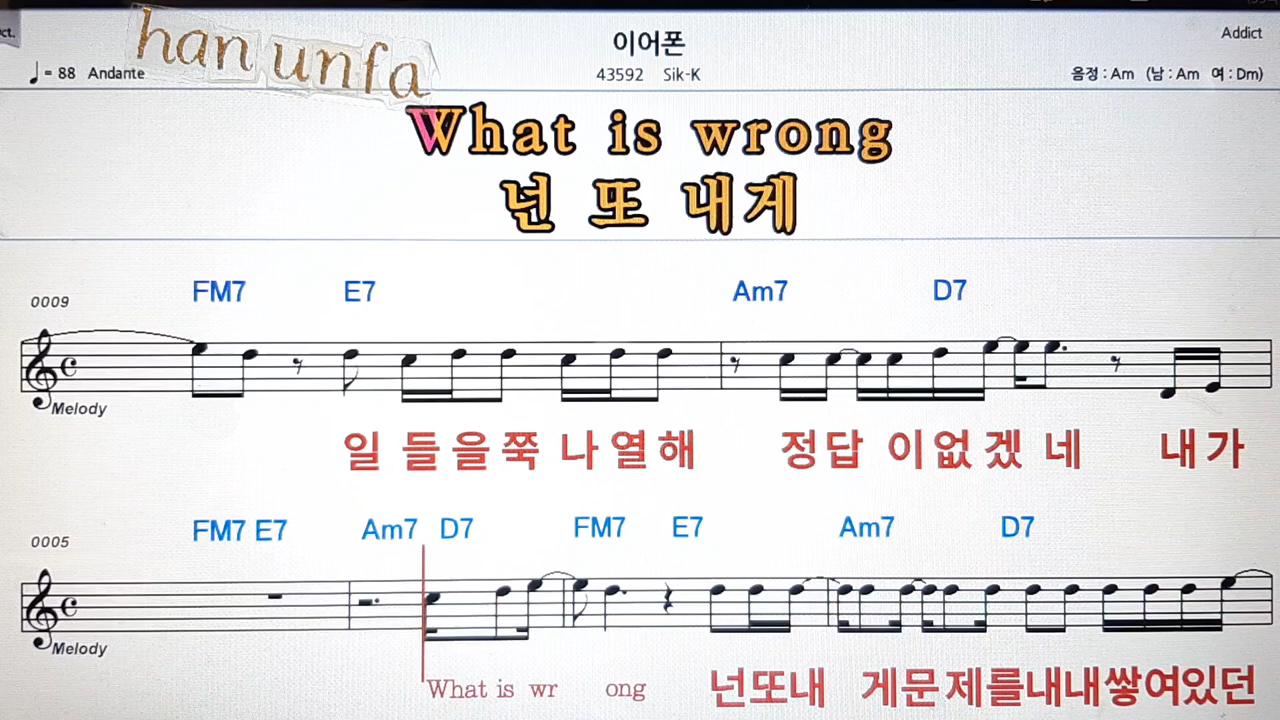 ct.
han unfa
이어폰
Addict
= 88 Andante
43592 Sik-K
음정 : Am (남 : Am 여 : Dm)
What is wrong
넌 또 내게
FM7 E7 Am7 D7
0009
Melody
일 들 을 쭉 나 열 해 정 답 이 없 겠 네 내 가
FM7 E7 Am7 D7 FM7 E7 Am7 D7
0005
Melody
What is wr ong 넌또내 게문제를내내쌓여있던